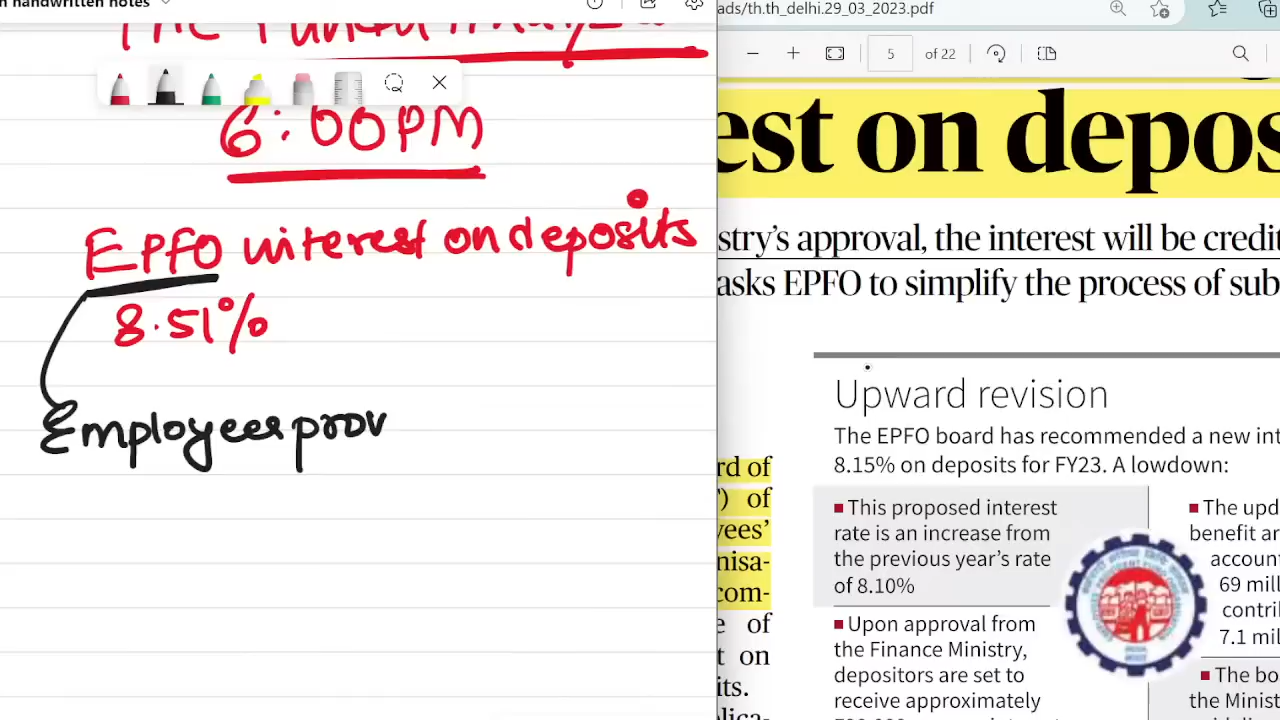 handwritten notes
ads/th.th_delhi.29_03_2023.pdf
5 of 22
6:00PM
EPFO interest on deposits
8.51%
Employees prov
est on depos
stry's approval, the interest will be credit
asks EPFO to simplify the process of sub
Upward revision
The EPFO board has recommended a new int
8.15% on deposits for FY23. A lowdown:
rd of
T) of
yees'
nisa-
com-
e of
t on
its.
lica-
This proposed interest
rate is an increase from
the previous year's rate
of 8.10%
Upon approval from
the Finance Ministry,
depositors are set to
receive approximately
The upd
benefit ar
account
69 mill
contrib
7.1 mil
The bo
the Minist